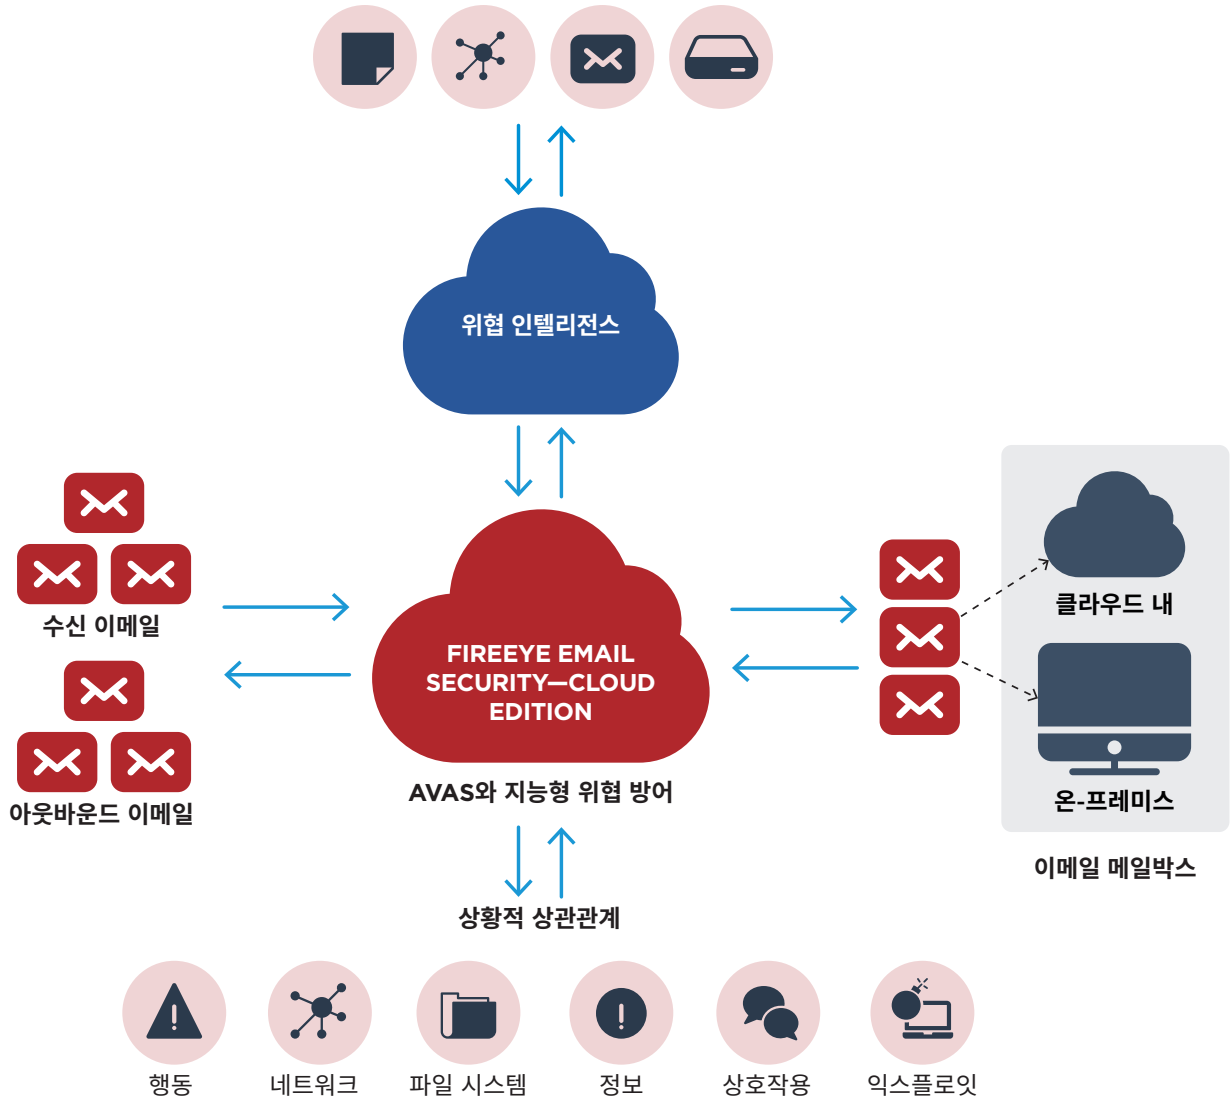 위협 인텔리전스
수신 이메일
아웃바운드 이메일
FIREEYE EMAIL
SECURITY—CLOUD
EDITION
AVAS와 지능형 위협 방어
클라우드 내
온-프레미스
이메일 메일박스
상황적 상관관계
행동
네트워크
파일 시스템
정보
상호작용
익스플로잇